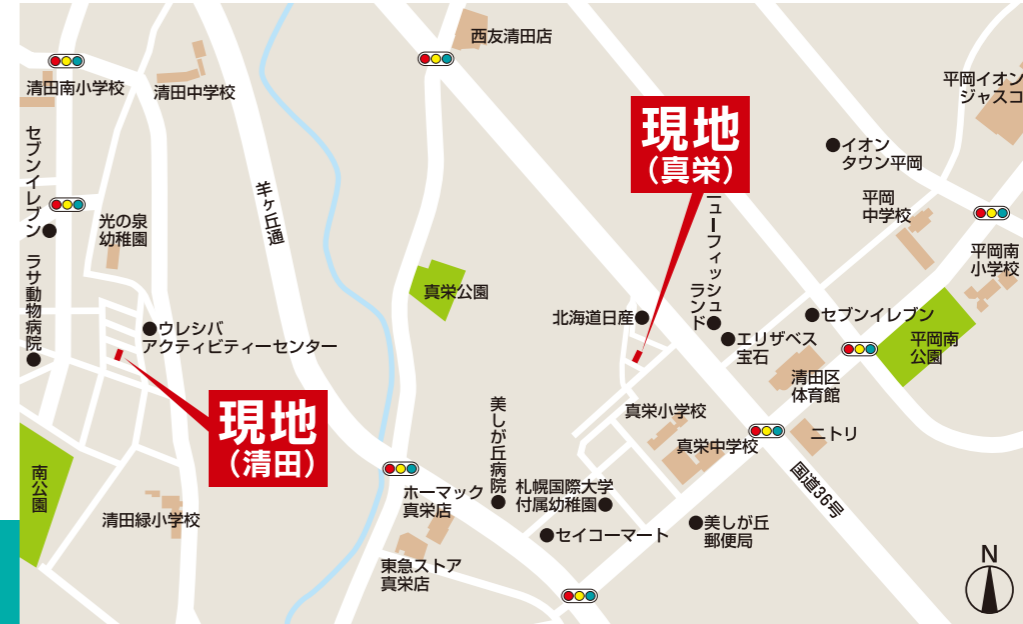 西友清田店
清田南小学校
清田中学校
平岡イオン
ジャスコ
現地
（真栄）
イオン
タウン平岡
セブンイレブン
光の泉
幼稚園
羊ヶ丘通
平岡
中学校
平岡南
小学校
ニューフィッシュ
ランド
ラサ動物病院
真栄公園
北海道日産
セブンイレブン
ウレシパ
アクティビティーセンター
エリザベス
宝石
平岡南
公園
清田区
体育館
現地
（清田）
美しが丘病院
真栄小学校
真栄中学校
ニトリ
南公園
ホーマック
真栄店
札幌国際大学
付属幼稚園
国道36号
清田緑小学校
セイコーマート
美しが丘
郵便局
東急ストア
真栄店
N